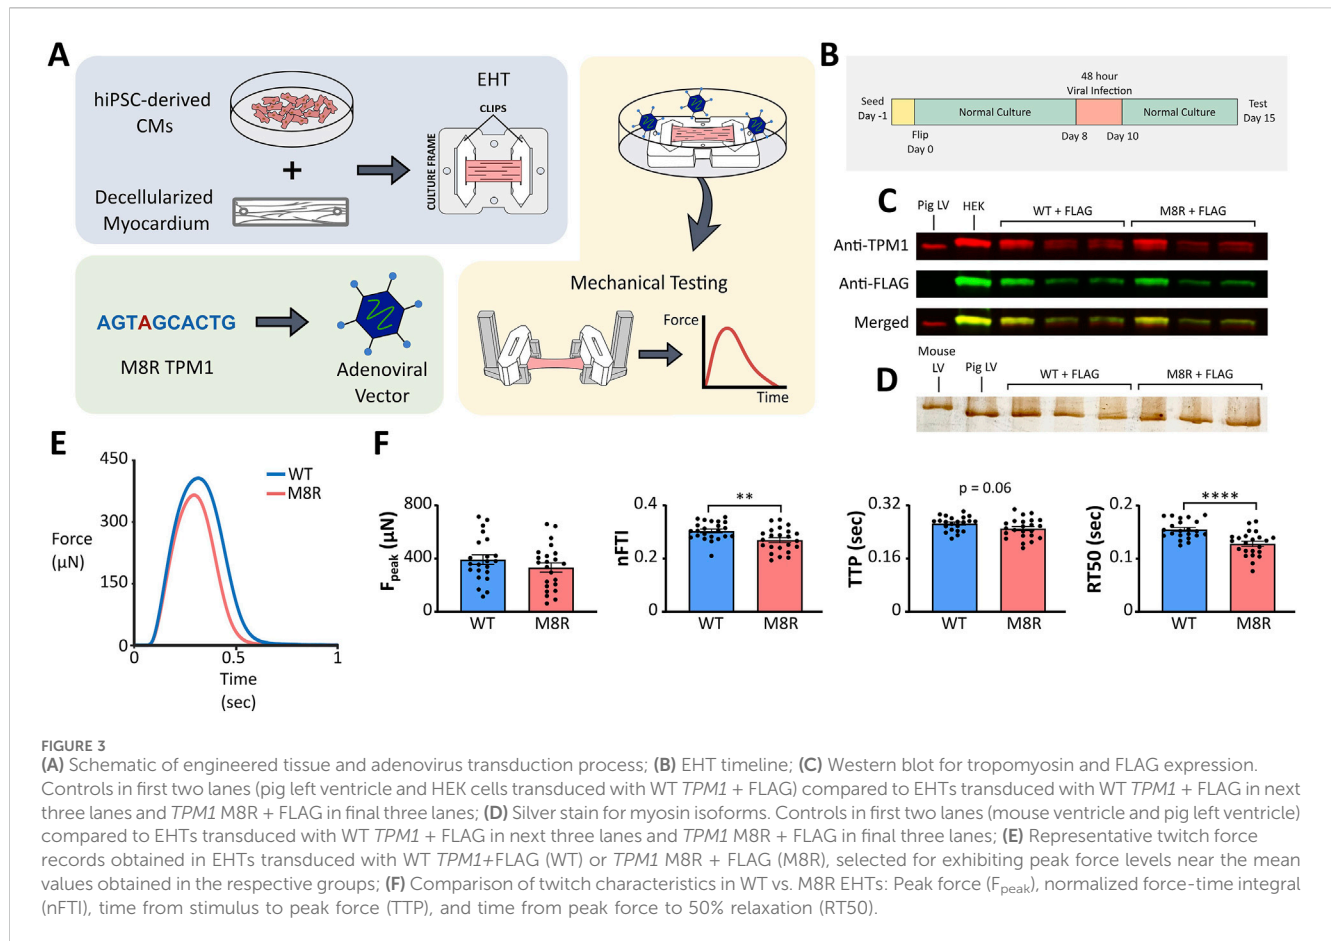 A
hiPSC-derived
CMs
+
Decellularized
Myocardium
EHT
CLIPS
CULTURE FRAME
AGTAGCACTG
M8R TPM1
Adenoviral
Vector
Mechanical Testing
Force
Time
B
48 hour
Viral Infection
Seed
Day -1
Normal Culture
Normal Culture
Test
Day 15
Flip
Day 0
Day 8
Day 10
C
Pig LV
HEK
WT + FLAG
M8R + FLAG
Anti-TPM1
Anti-FLAG
Merged
D
Mouse
LV
Pig LV
WT + FLAG
M8R + FLAG
E
450
300
150
0
Force
(µN)
WT
M8R
0
0.5
1
Time
(sec)
F
Fpeak (µN)
800
400
0
WT
M8R
nFTI
0.4
0.2
0
**
WT
M8R
TTP (sec)
0.32
0.16
0
p = 0.06
WT
M8R
RT50 (sec)
0.2
0.1
0
****
WT
M8R
FIGURE 3
(A) Schematic of engineered tissue and adenovirus transduction process; (B) EHT timeline; (C) Western blot for tropomyosin and FLAG expression.
Controls in first two lanes (pig left ventricle and HEK cells transduced with WT TPM1 + FLAG) compared to EHTs transduced with WT TPM1 + FLAG in next
three lanes and TPM1 M8R + FLAG in final three lanes; (D) Silver stain for myosin isoforms. Controls in first two lanes (mouse ventricle and pig left ventricle)
compared to EHTs transduced with WT TPM1 + FLAG in next three lanes and TPM1 M8R + FLAG in final three lanes; (E) Representative twitch force
records obtained in EHTs transduced with WT TPM1+FLAG (WT) or TPM1 M8R + FLAG (M8R), selected for exhibiting peak force levels near the mean
values obtained in the respective groups; (F) Comparison of twitch characteristics in WT vs. M8R EHTs: Peak force (Fpeak), normalized force-time integral
(nFTI), time from stimulus to peak force (TTP), and time from peak force to 50% relaxation (RT50).